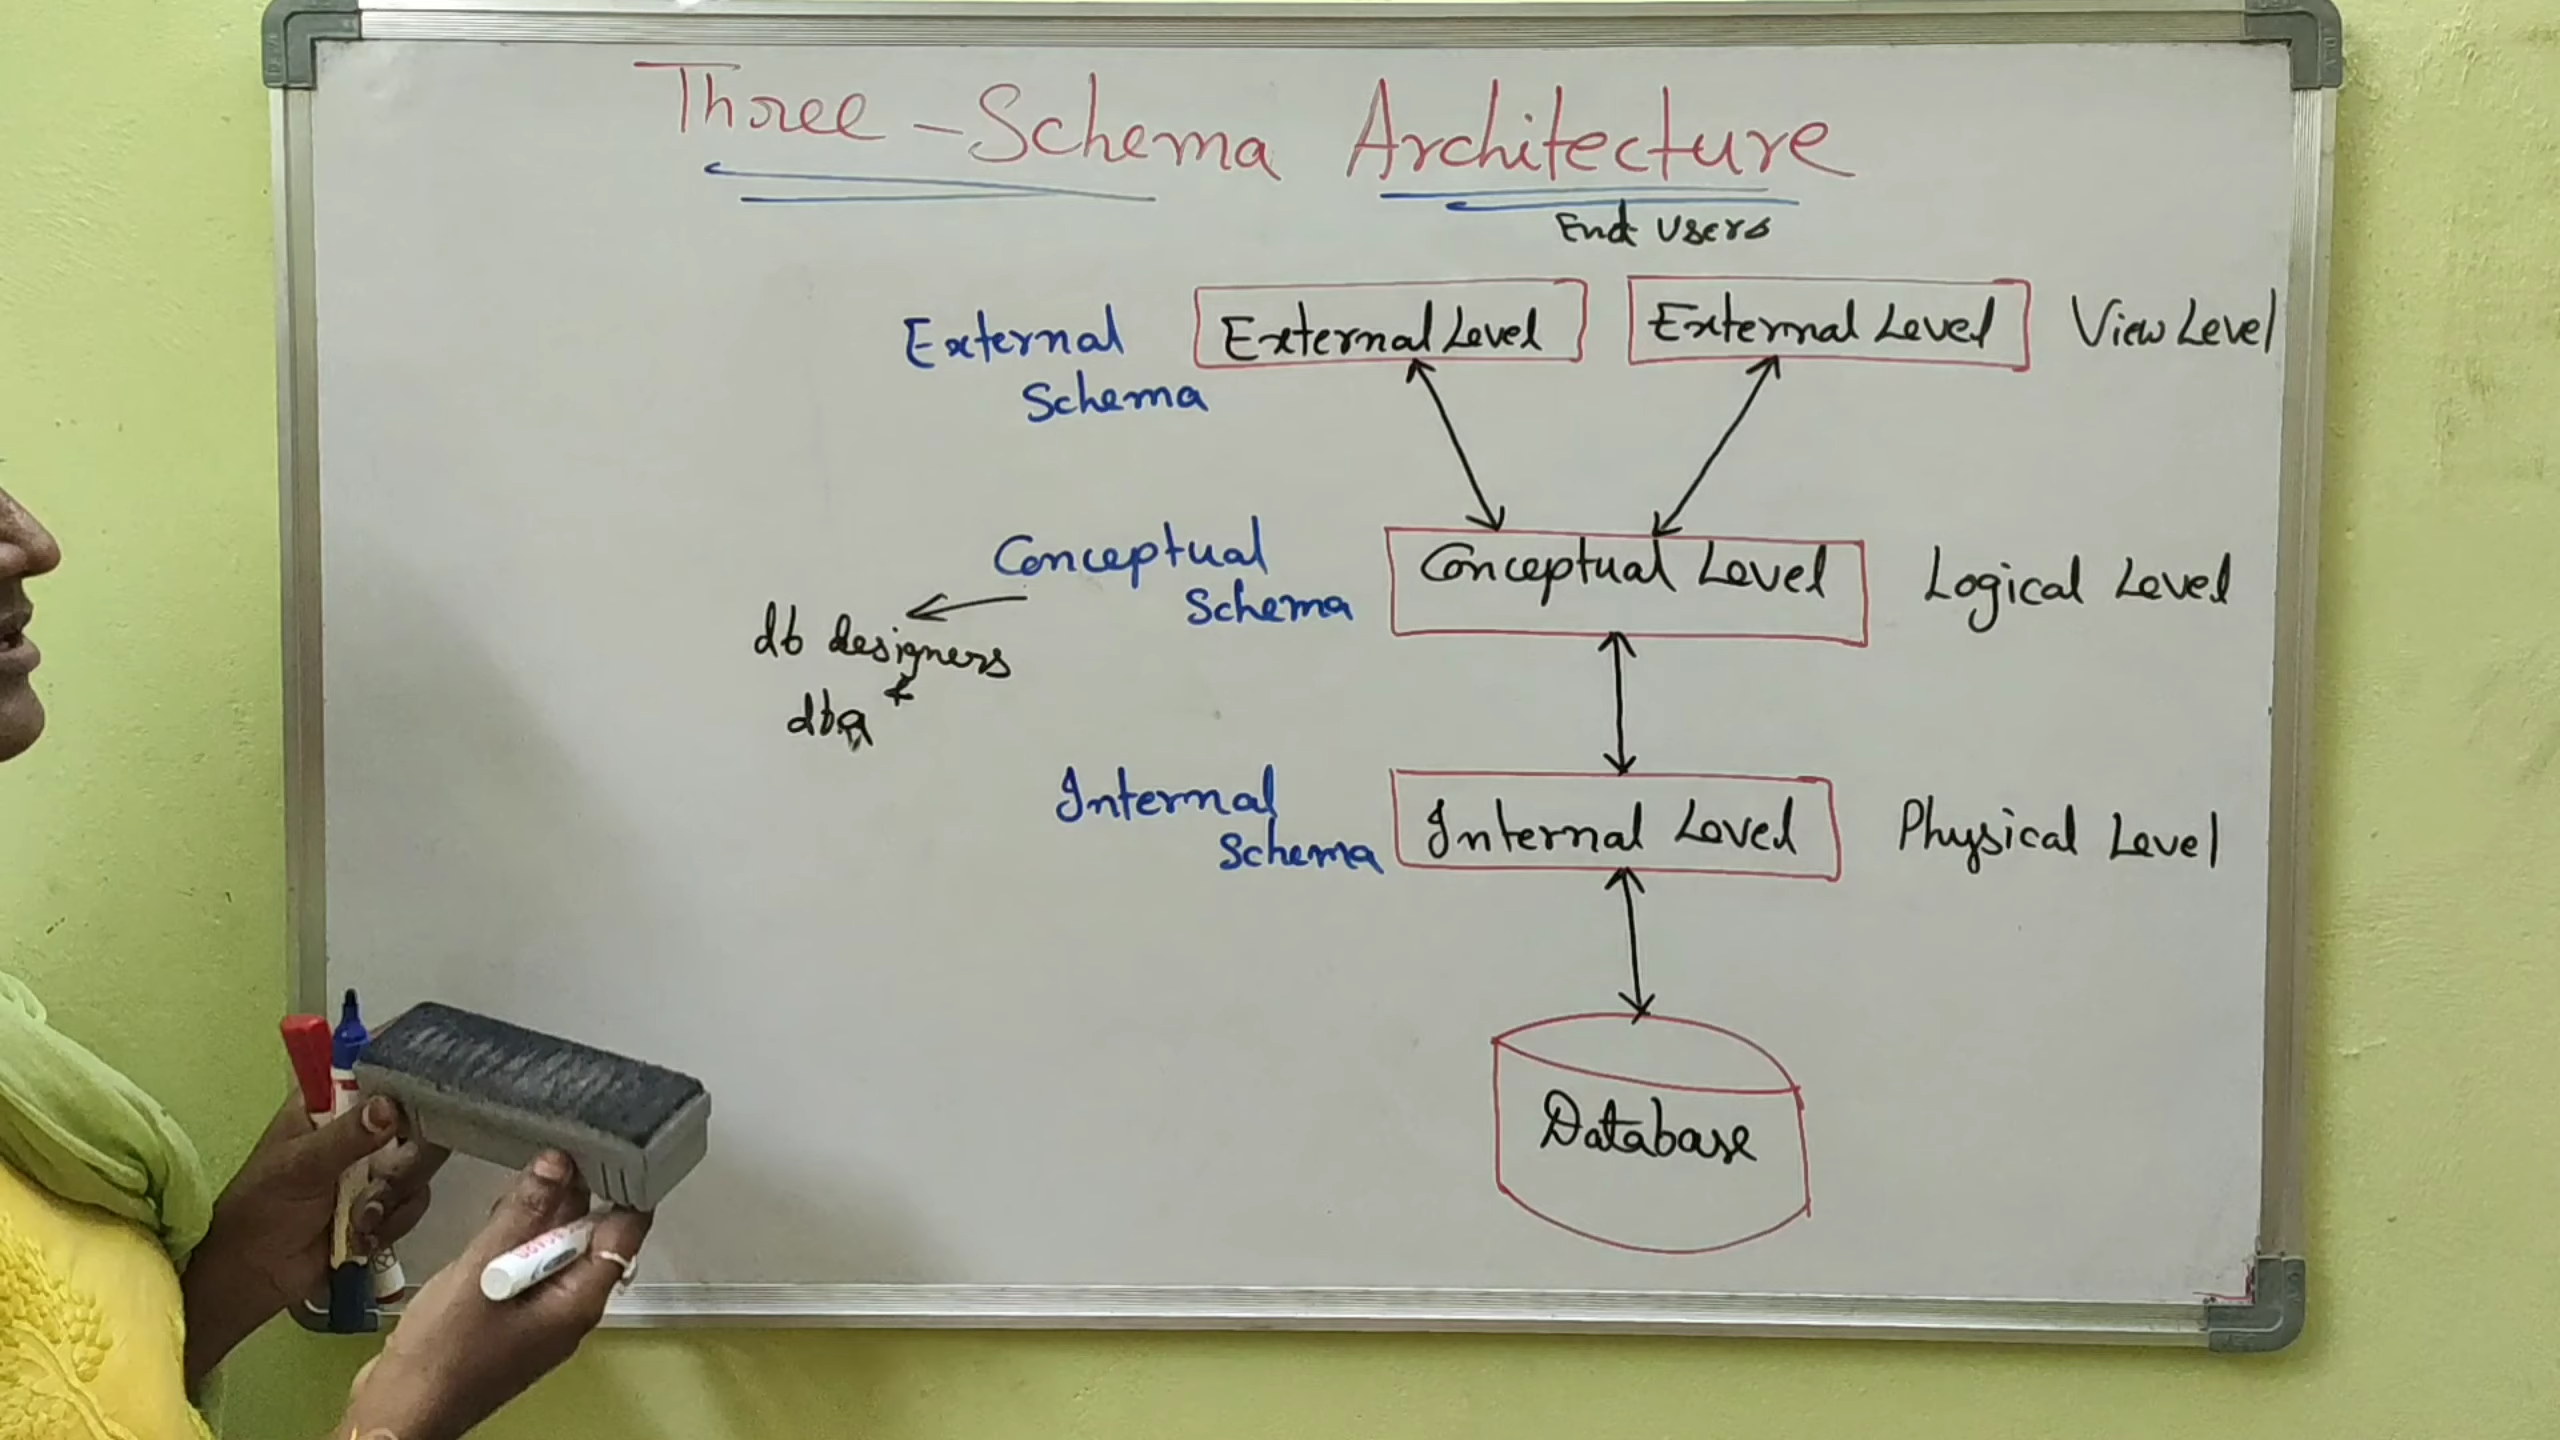 Three-Schema Architecture
End Users
External Schema
External Level
External Level
View Level
Conceptual Schema
Conceptual Level
Logical Level
db designers
&
dba
Internal Schema
Internal Level
Physical Level
Database